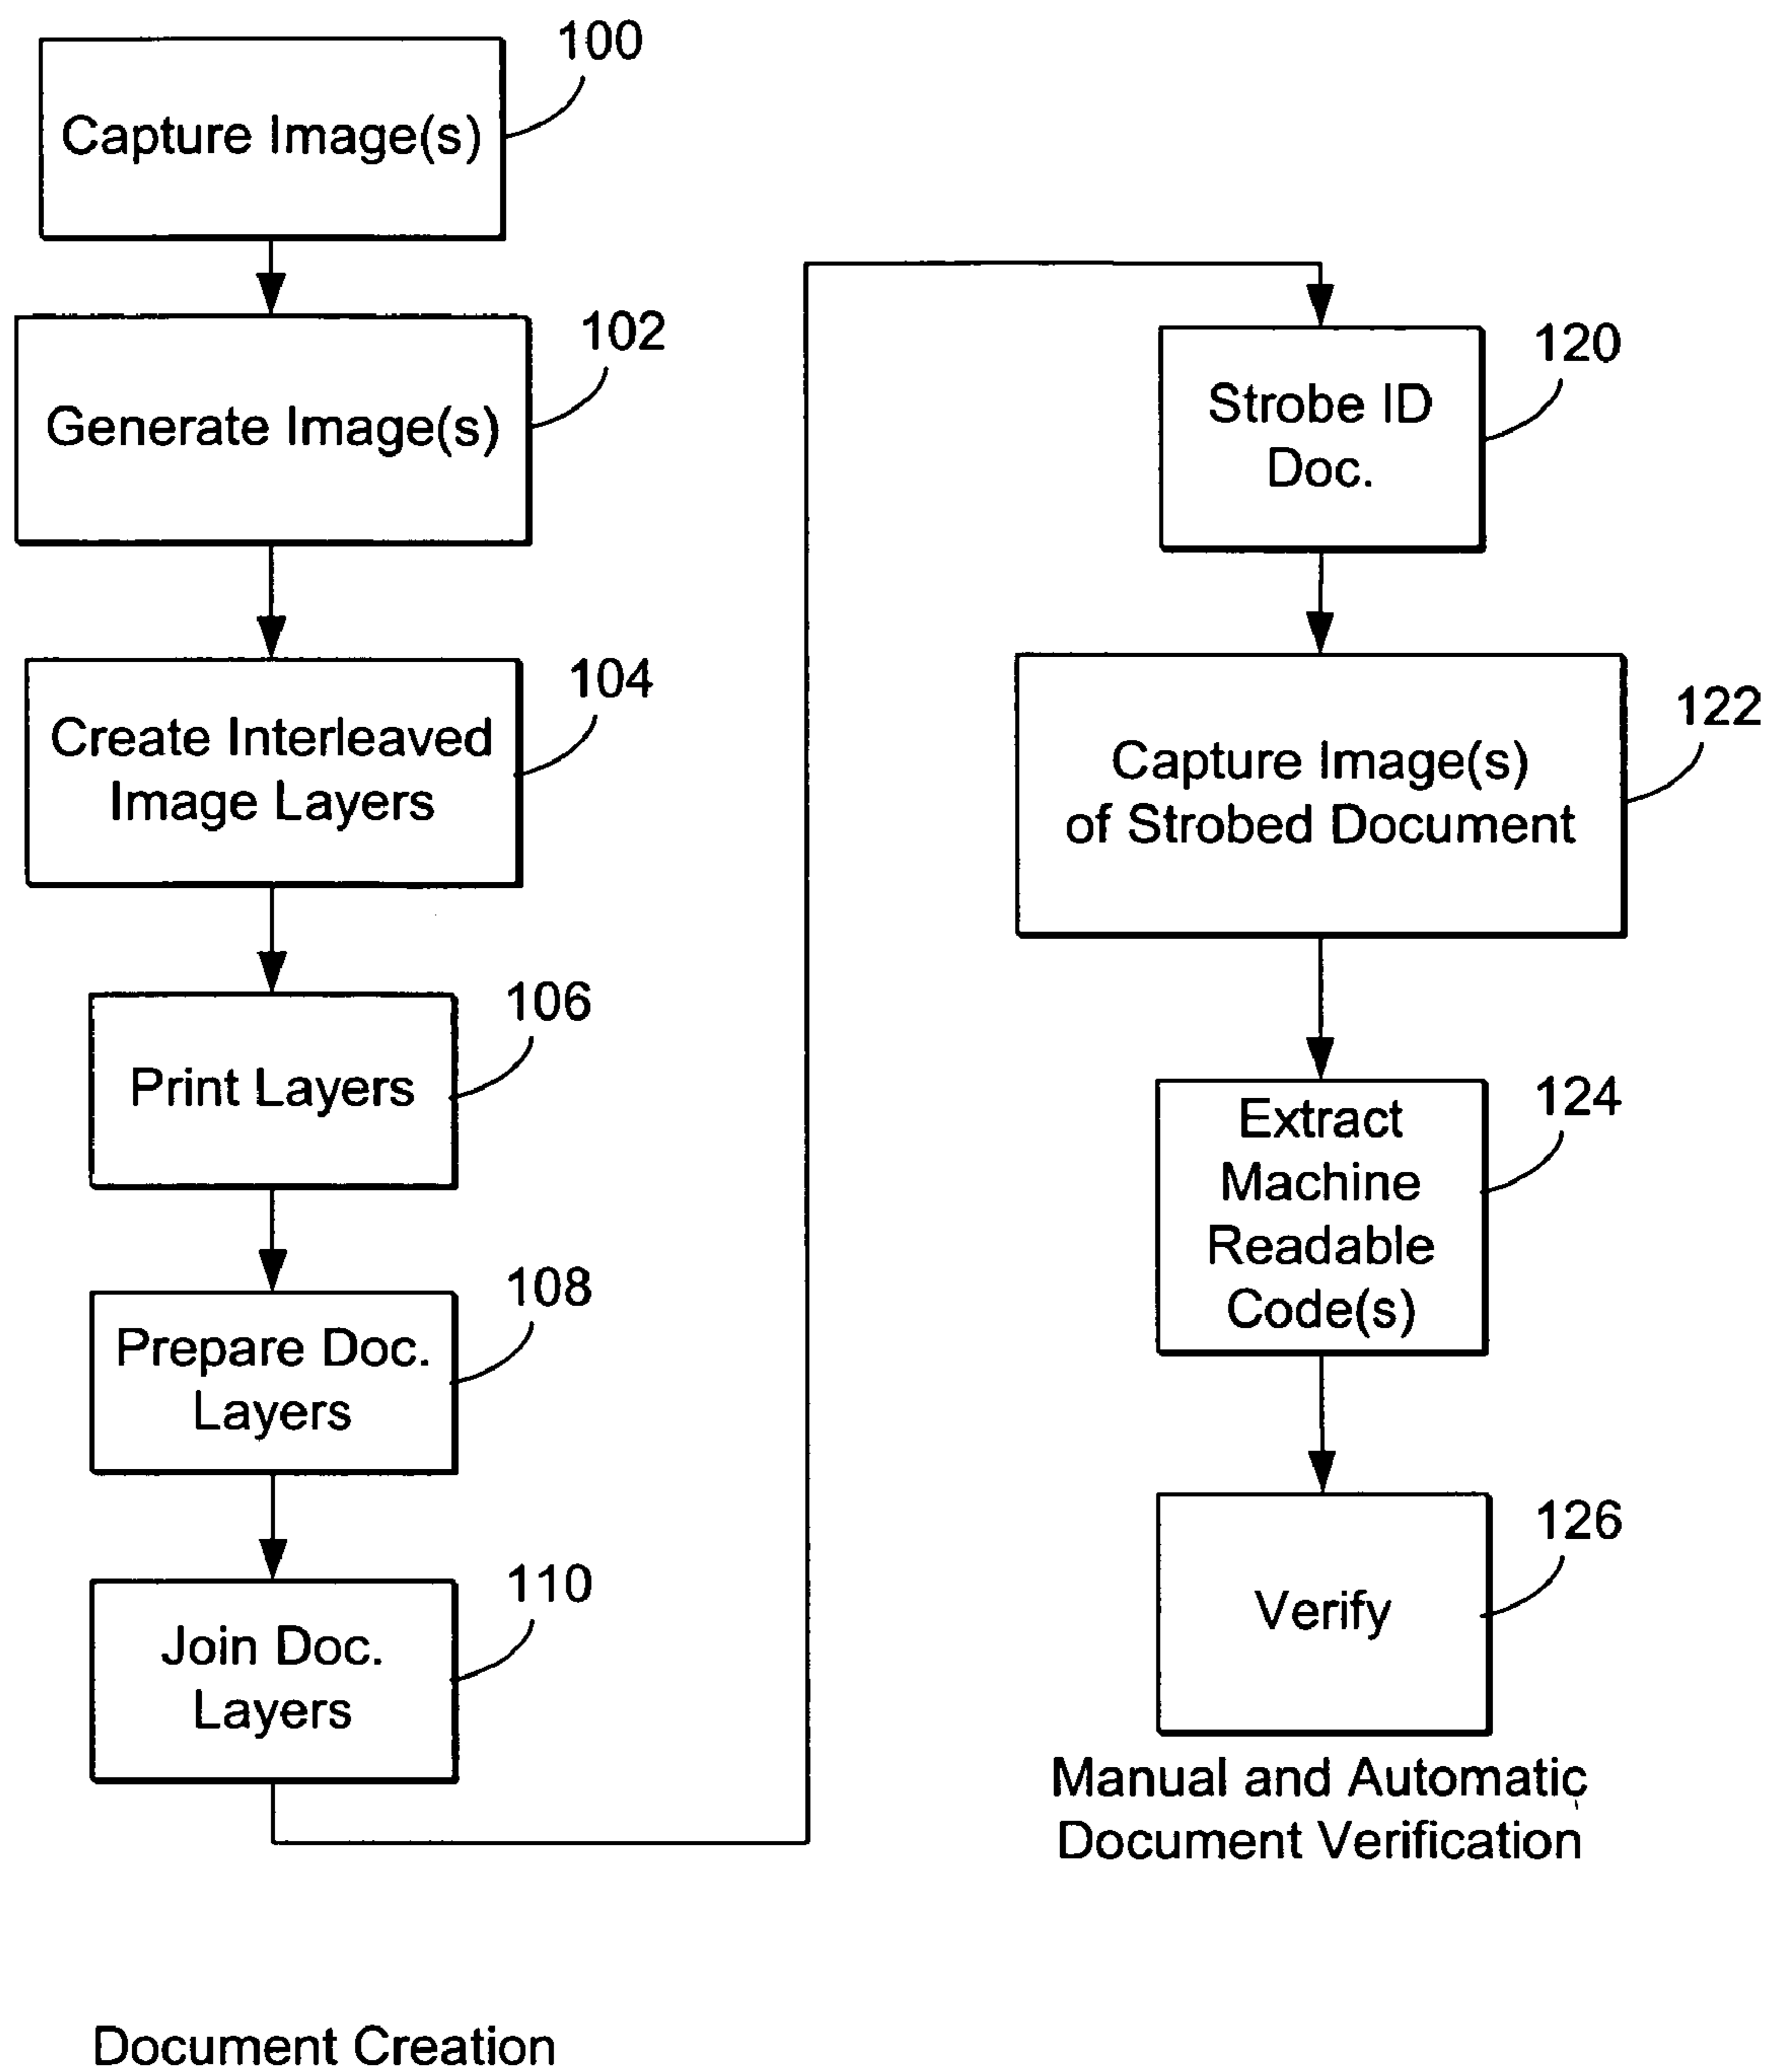 100
Capture Image(s)
102
Generate Image(s)
104
Create Interleaved
Image Layers
106
Print Layers
108
Prepare Doc.
Layers
110
Join Doc.
Layers
Document Creation
120
Strobe ID
Doc.
122
Capture Image(s)
of Strobed Document
124
Extract
Machine
Readable
Code(s)
126
Verify
Manual and Automatic
Document Verification